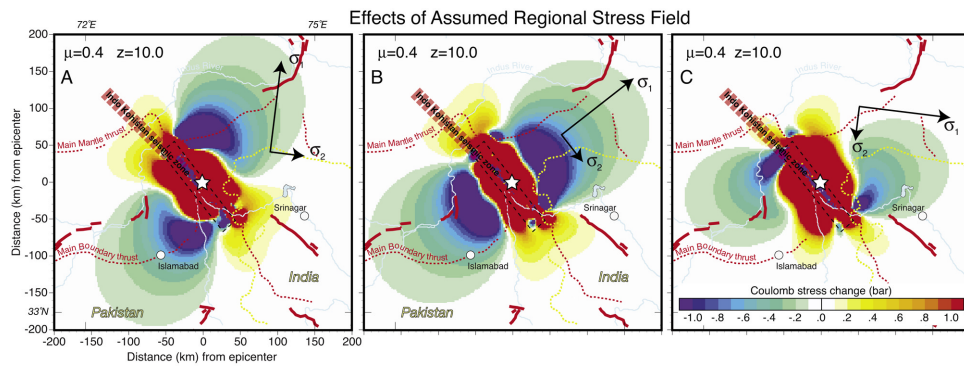 Effects of Assumed Regional Stress Field
72˚E
75˚E
200
150
100
50
0
-50
-100
-150
-200
Distance (km) from epicenter
μ=0.4 z=10.0
A
σ1
σ2
Indus River
Indo Kohistan seismic zone
Main Mantle thrust
Srinagar
Main Boundary thrust
Islamabad
India
Pakistan
33˚N
-200 -150 -100 -50 0 50 100 150 200
Distance (km) from epicenter
μ=0.4 z=10.0
B
σ1
σ2
Indus River
Indo Kohistan seismic zone
Main Mantle thrust
Srinagar
Main Boundary thrust
Islamabad
India
Pakistan
μ=0.4 z=10.0
C
σ1
σ2
Indo Kohistan seismic zone
Main Mantle thrust
Srinagar
Main Boundary thrust
Islamabad
India
Pakistan
Coulomb stress change (bar)
-1.0 -.8 -.6 -.4 -.2 .0 .2 .4 .6 .8 1.0